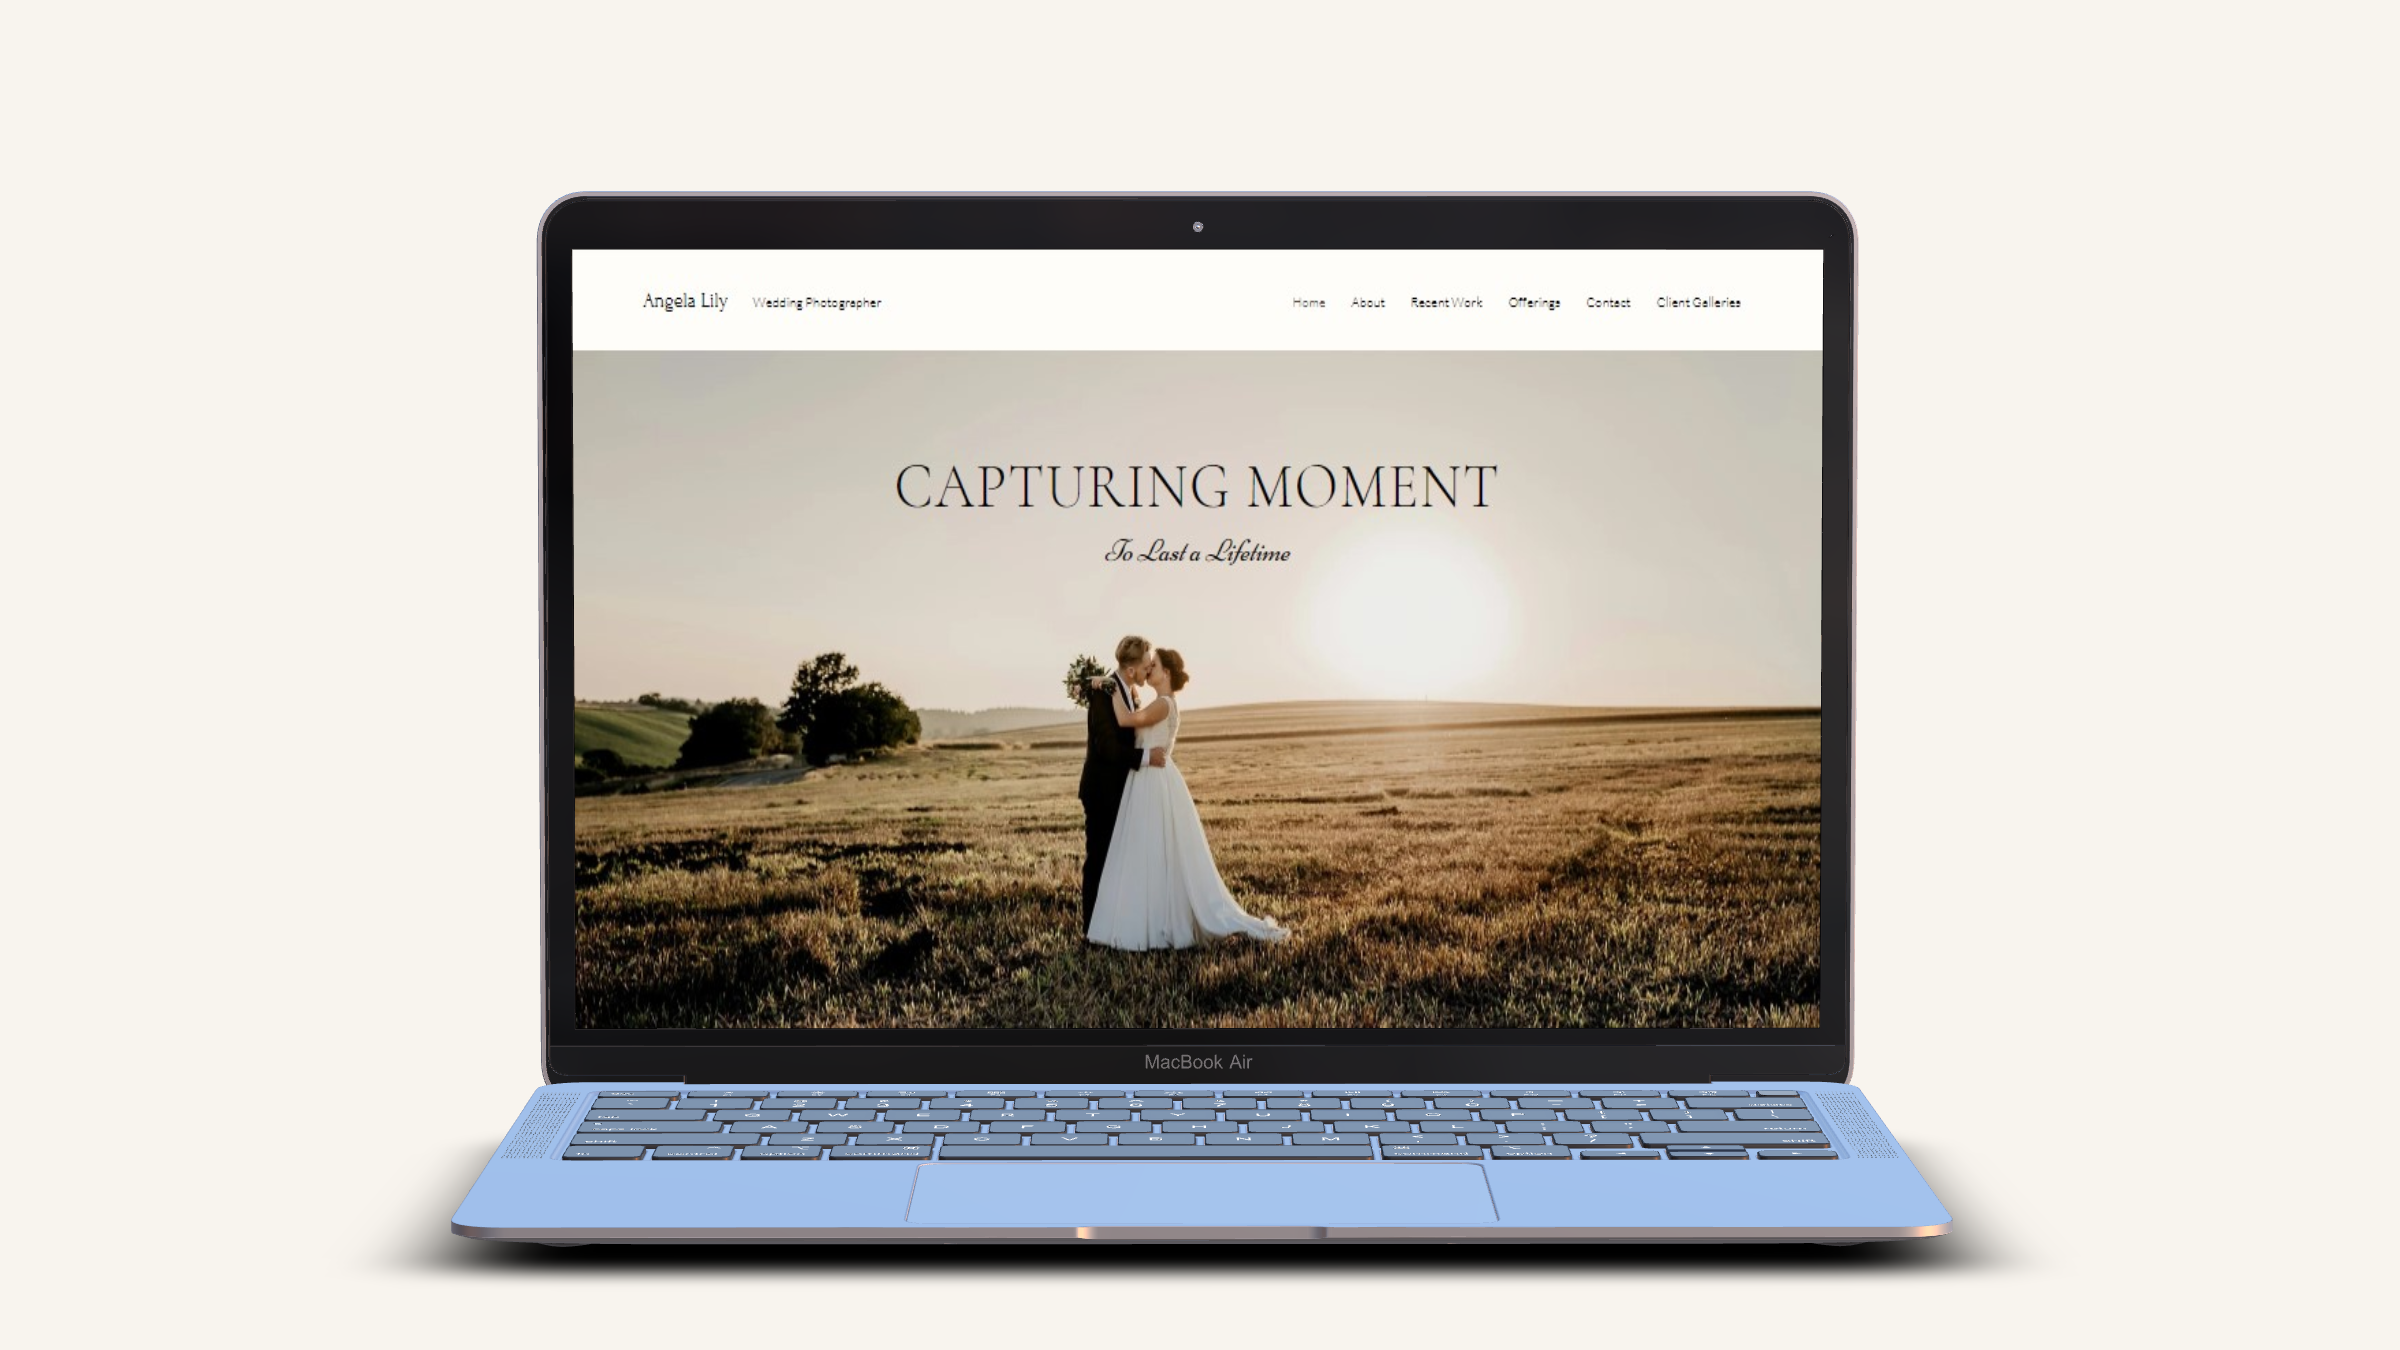 Angela Lily Wedding Photographer Home About Recent Work Offerings Contact Client Galleries
CAPTURING MOMENT
To Last a Lifetime
MacBook Air
Q W E R T Y U I O P
A S D F G H J K L
Z X C V B N M